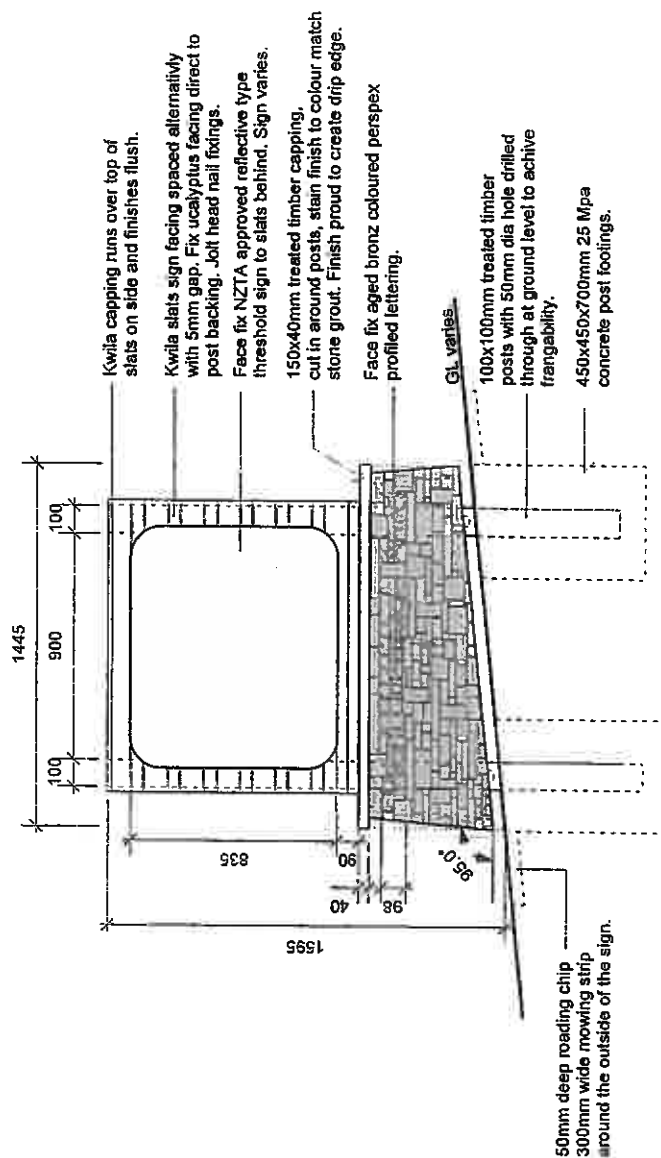 Kwila capping runs over top of
slats on side and finishes flush.
Kwila slats sign facing spaced alternativly
with 5mm gap. Fix ucalyptus facing direct to
post backing. Jolt head nail fixings.
Face fix NZTA approved reflective type
threshold sign to slats behind. Sign varies.
150x40mm treated timber capping,
cut in around posts, stain finish to colour match
stone grout. Finish proud to create drip edge.
Face fix aged bronz coloured perspex
profiled lettering.
GL varies
100x100mm treated timber
posts with 50mm dia hole drilled
through at ground level to achive
frangability.
450x450x700mm 25 Mpa
concrete post footings.
1445
100
900
100
835
90
40
98
1595
95.0°
50mm deep roading chip
300mm wide mowing strip
around the outside of the sign.